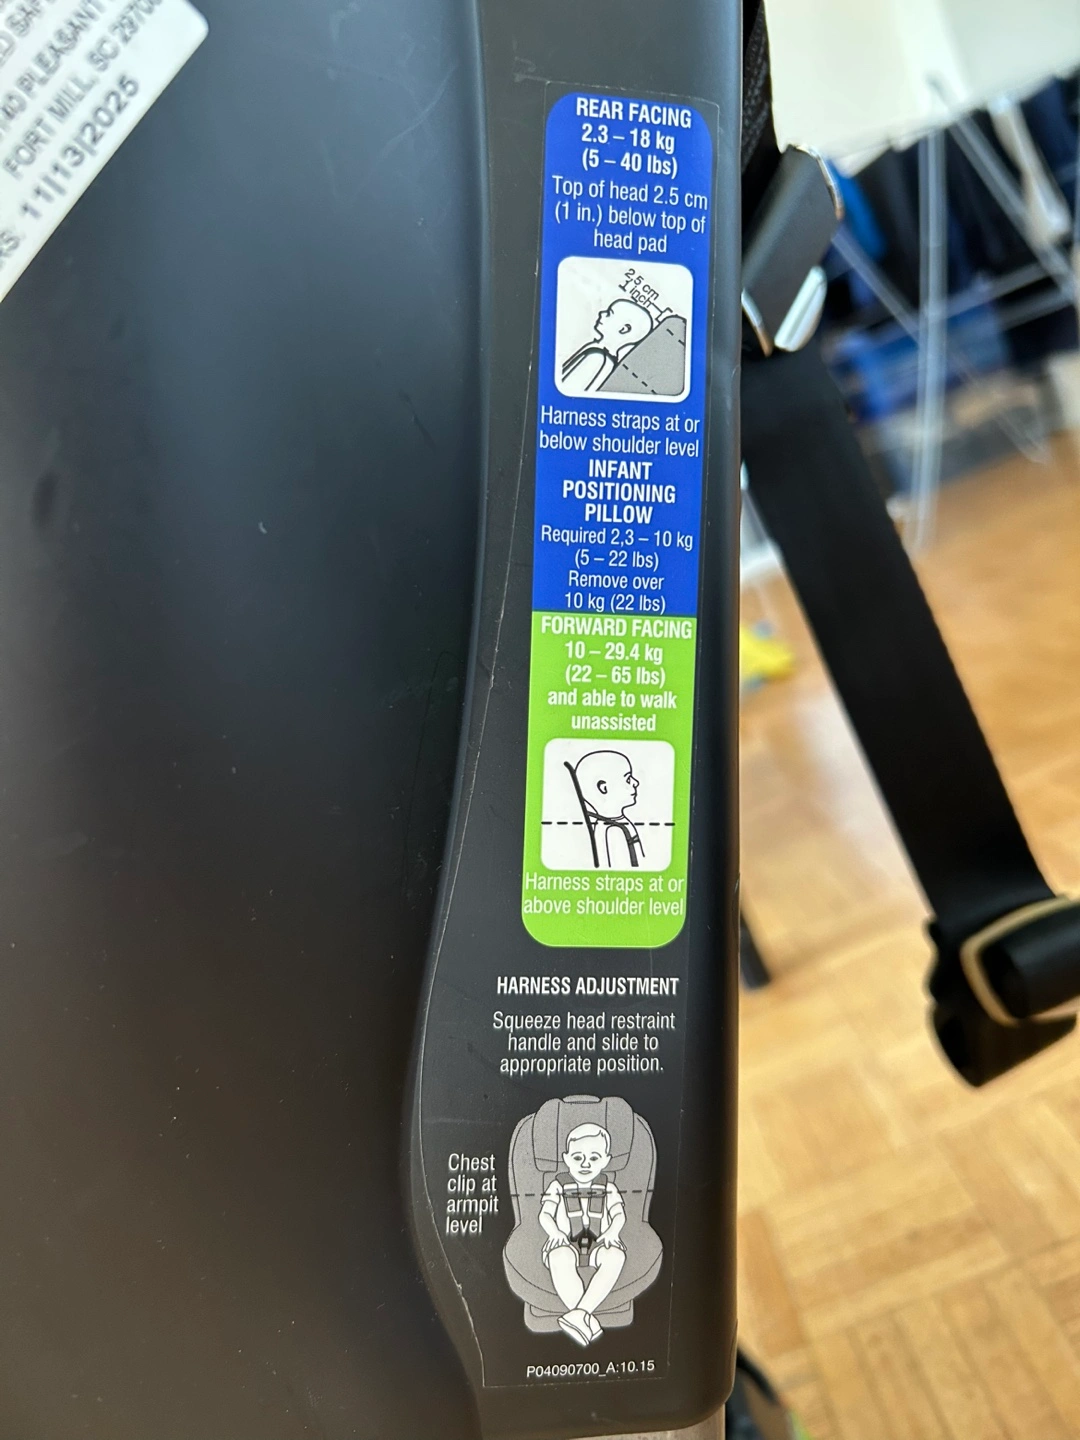 PLEASANT
FORT MILL, SC
11|13|2025
REAR FACING
2.3 – 18 kg
(5 – 40 lbs)
Top of head 2.5 cm
(1 in.) below top of
head pad
2.5 cm
1 inch
Harness straps at or
below shoulder level
INFANT
POSITIONING
PILLOW
Required 2,3 – 10 kg
(5 – 22 lbs)
Remove over
10 kg (22 lbs)
FORWARD FACING
10 – 29.4 kg
(22 – 65 lbs)
and able to walk
unassisted
Harness straps at or
above shoulder level
HARNESS ADJUSTMENT
Squeeze head restraint
handle and slide to
appropriate position.
Chest
clip at
armpit
level
P04090700_A:10.15